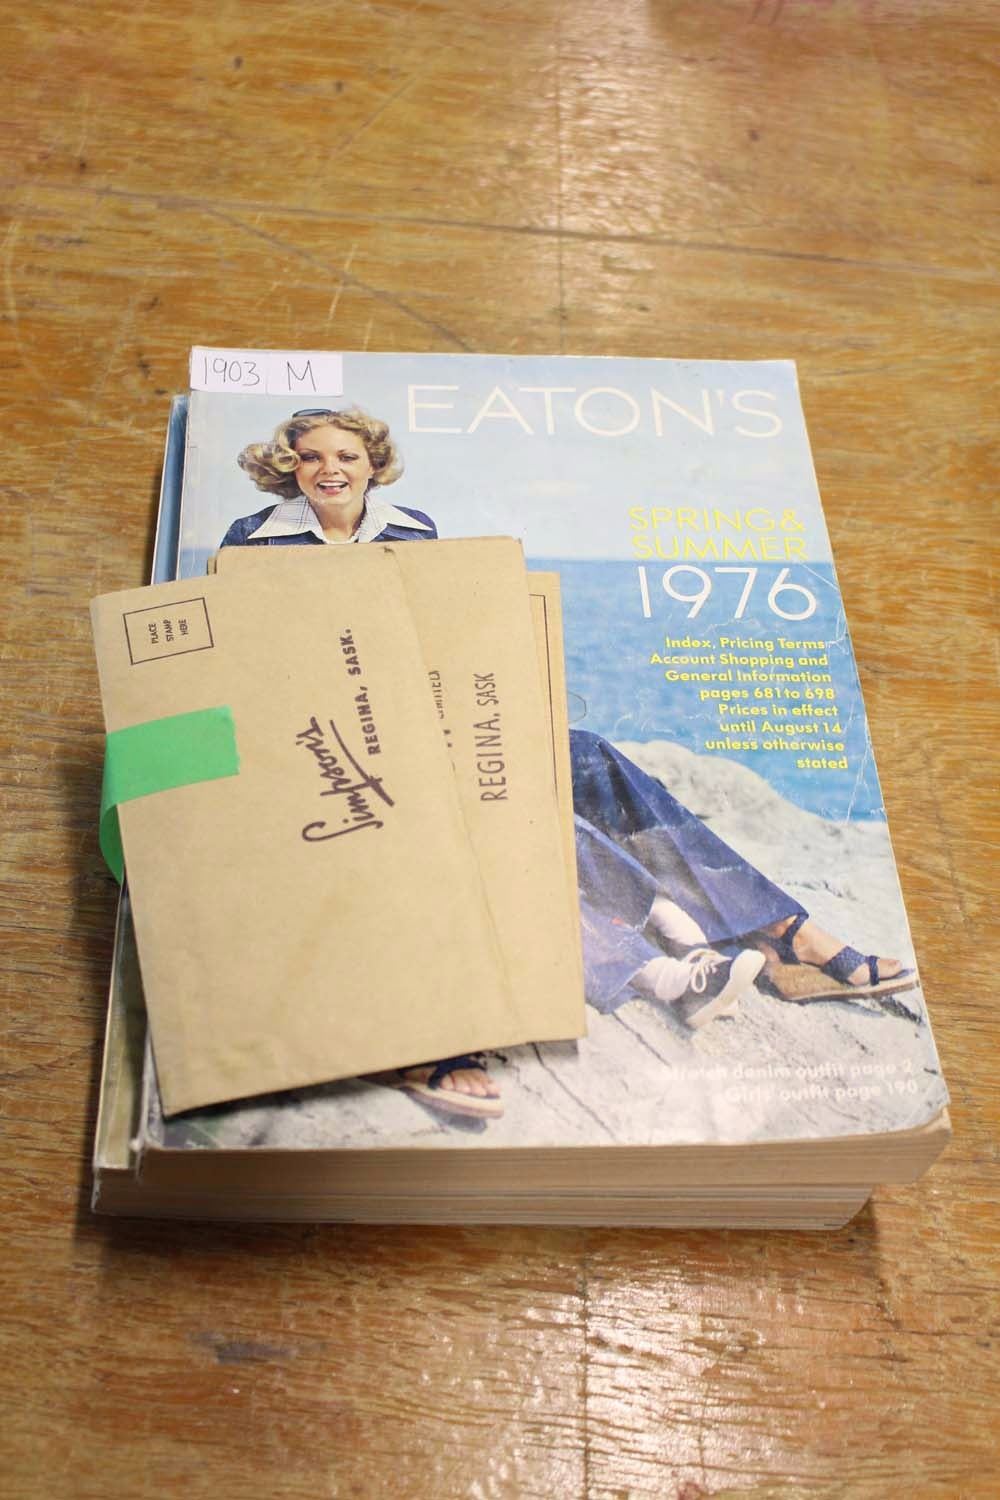 1903 M
EATON'S
SPRING &
SUMMER
1976
Index, Pricing Terms
Account Shopping and
General Information
pages 681 to 698
Prices in effect
until August 14
unless otherwise
stated
Stretch denim outfit page 2
Girls' outfit page 190
PLACE
STAMP
HERE
Simpson's
REGINA, SASK.
REGINA, SASK